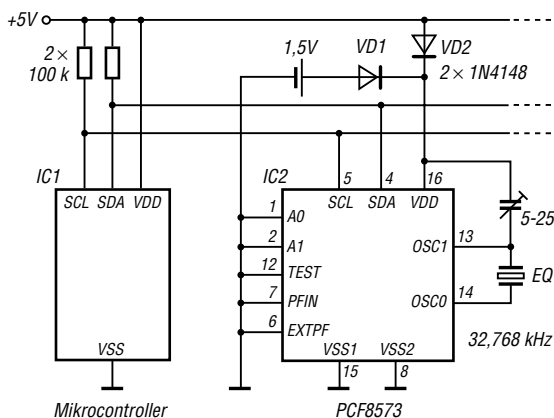 +5V
2×
100 k
1,5V
VD1
VD2
2 × 1N4148
IC1
SCL SDA VDD
VSS
Mikrocontroller
IC2
5 4 16
SCL SDA VDD
1 A0
2 A1
12 TEST
7 PFIN
6 EXTPF
OSC1 13
OSC0 14
VSS1 VSS2
15 8
PCF8573
5-25
EQ
32,768 kHz